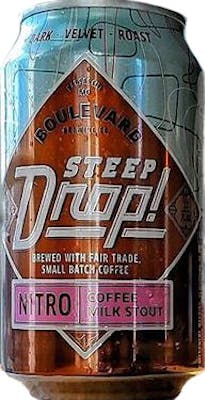 DARK - VELVET - ROAST
BOULEVARD
BREWING CO.
STEEP
Drop!
BREWED WITH FAIR TRADE,
SMALL BATCH COFFEE
NITRO
COFFEE
MILK STOUT